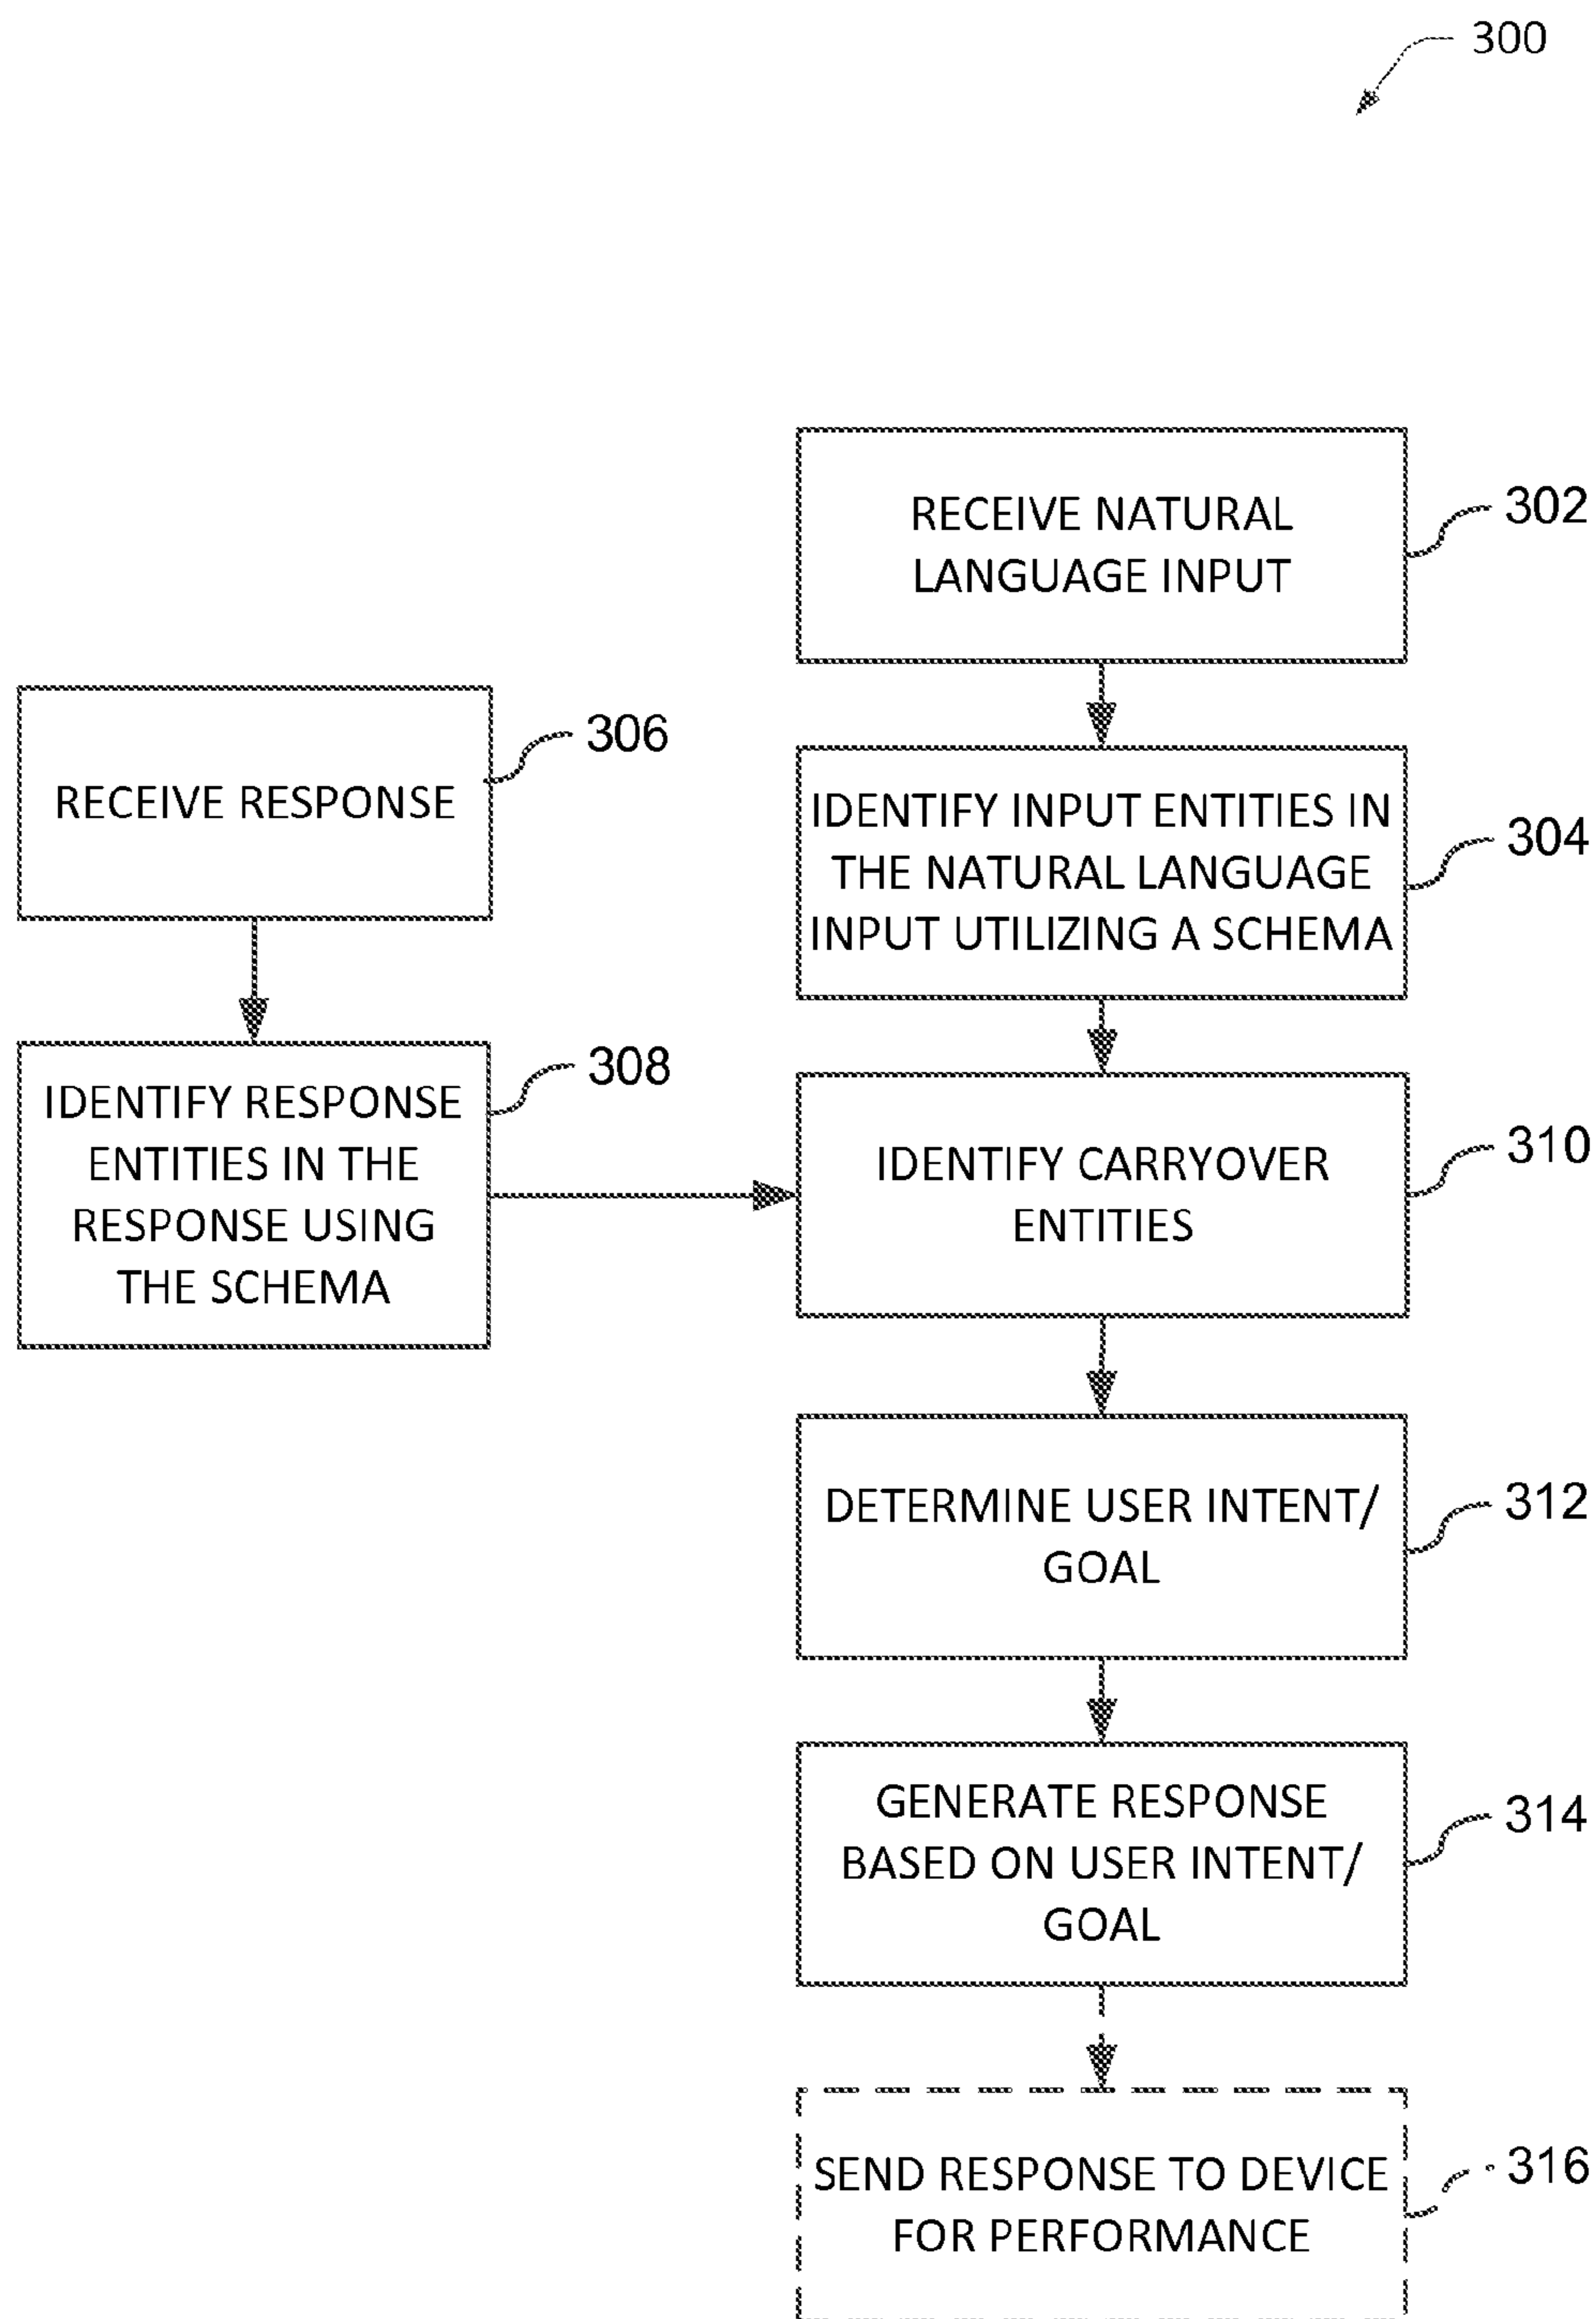 300
RECEIVE NATURAL
LANGUAGE INPUT
302
RECEIVE RESPONSE
306
IDENTIFY INPUT ENTITIES IN
THE NATURAL LANGUAGE
INPUT UTILIZING A SCHEMA
304
IDENTIFY RESPONSE
ENTITIES IN THE
RESPONSE USING
THE SCHEMA
308
IDENTIFY CARRYOVER
ENTITIES
310
DETERMINE USER INTENT/
GOAL
312
GENERATE RESPONSE
BASED ON USER INTENT/
GOAL
314
SEND RESPONSE TO DEVICE
FOR PERFORMANCE
316